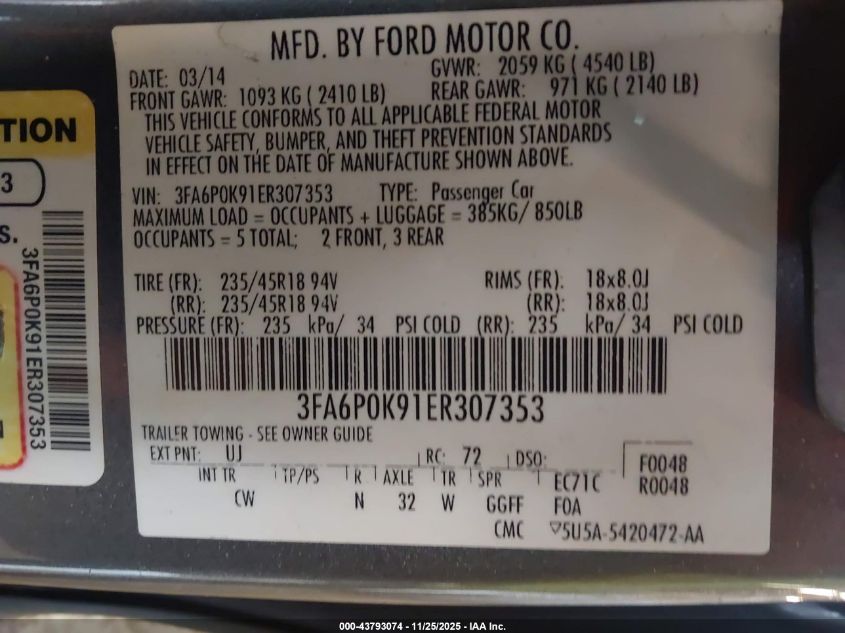 MFD. BY FORD MOTOR CO.
DATE: 03/14 GVWR: 2059 KG ( 4540 LB)
FRONT GAWR: 1093 KG ( 2410 LB) REAR GAWR: 971 KG ( 2140 LB)
THIS VEHICLE CONFORMS TO ALL APPLICABLE FEDERAL MOTOR
VEHICLE SAFETY, BUMPER, AND THEFT PREVENTION STANDARDS
IN EFFECT ON THE DATE OF MANUFACTURE SHOWN ABOVE.
VIN: 3FA6P0K91ER307353 TYPE: Passenger Car
MAXIMUM LOAD = OCCUPANTS + LUGGAGE = 385KG/ 850LB
OCCUPANTS = 5 TOTAL; 2 FRONT, 3 REAR
TIRE (FR): 235/45R18 94V RIMS (FR): 18x8.0J
(RR): 235/45R18 94V (RR): 18x8.0J
PRESSURE (FR): 235 kPa/ 34 PSI COLD (RR): 235 kPa/ 34 PSI COLD
3FA6P0K91ER307353
TRAILER TOWING - SEE OWNER GUIDE
EXT PNT: UJ RC: 72 DSO: F0048
INT TR TP/PS R AXLE TR SPR EC71C R0048
CW N 32 W GGFF FOA
CMC ▽5U5A-5420472-AA
TION
3
S.
3FA6P0K91ER307353
000-43793074 - 11/25/2025 - IAA Inc.